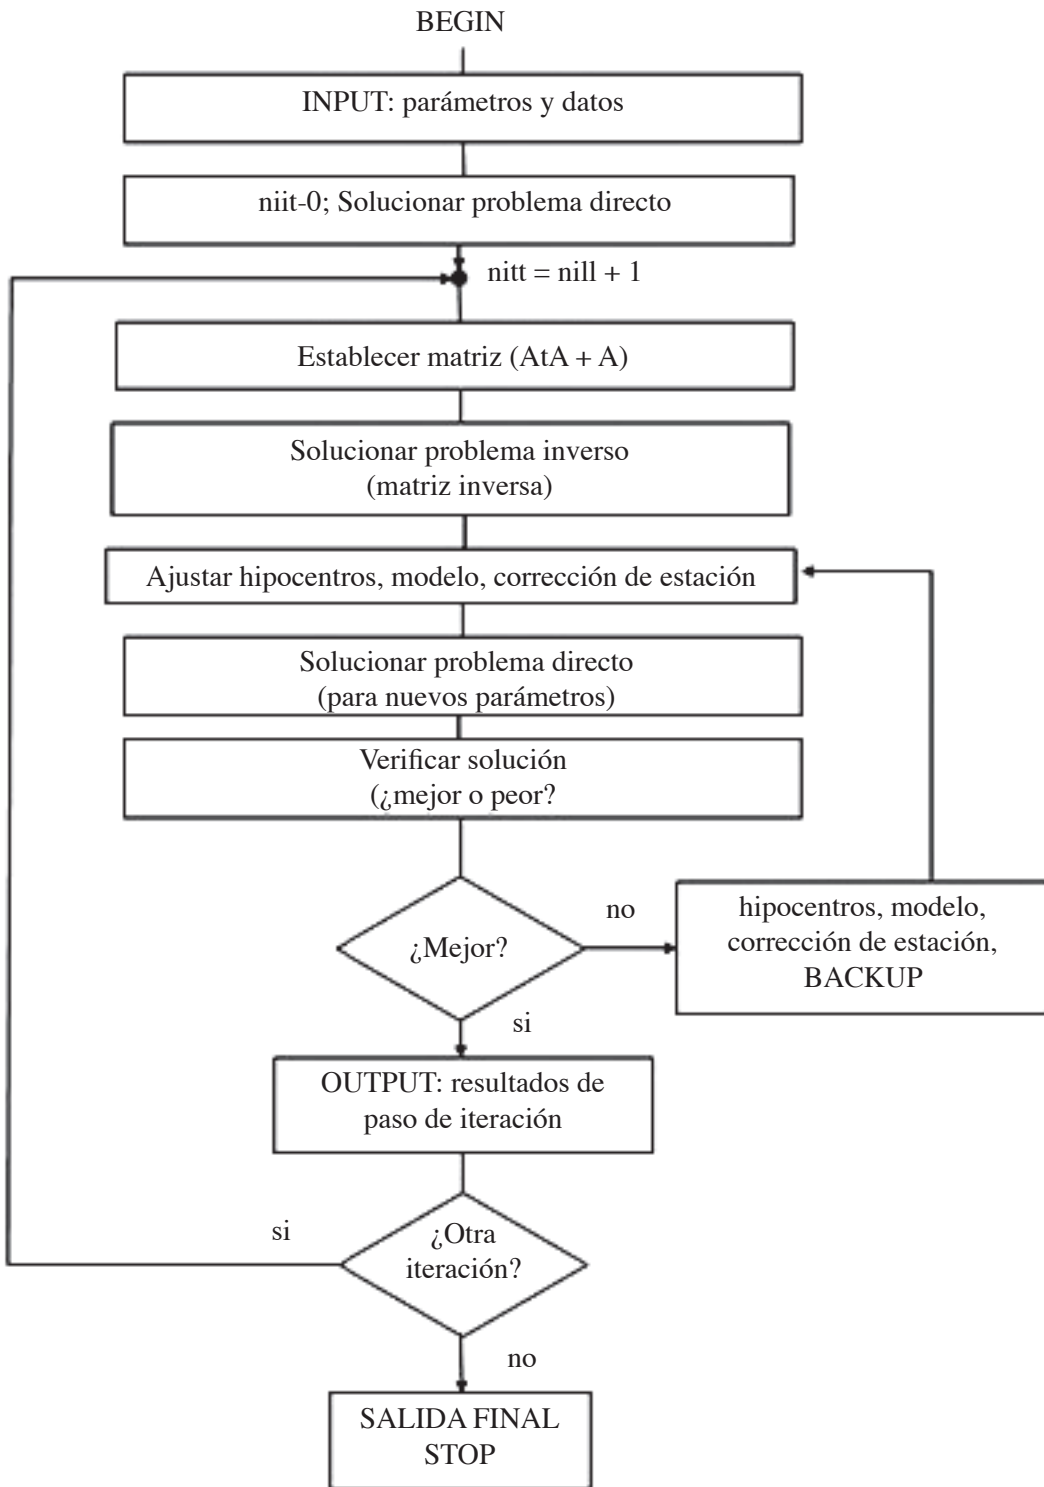 BEGIN
INPUT: parámetros y datos
niit-0; Solucionar problema directo
nitt = nill + 1
Establecer matriz (AtA + A)
Solucionar problema inverso
(matriz inversa)
Ajustar hipocentros, modelo, corrección de estación
Solucionar problema directo
(para nuevos parámetros)
Verificar solución
(¿mejor o peor?
¿Mejor?
no
hipocentros, modelo,
corrección de estación,
BACKUP
si
OUTPUT: resultados de
paso de iteración
si
¿Otra
iteración?
no
SALIDA FINAL
STOP